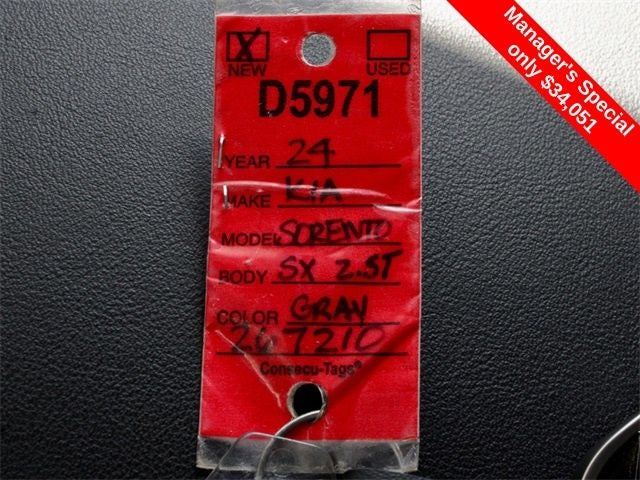 X
NEW USED
D5971
YEAR 24
MAKE KIA
MODEL SORENTO
BODY SX 2.5T
COLOR GRAY
267210
Consecu-Tags®
Manager's Special
only $34,051